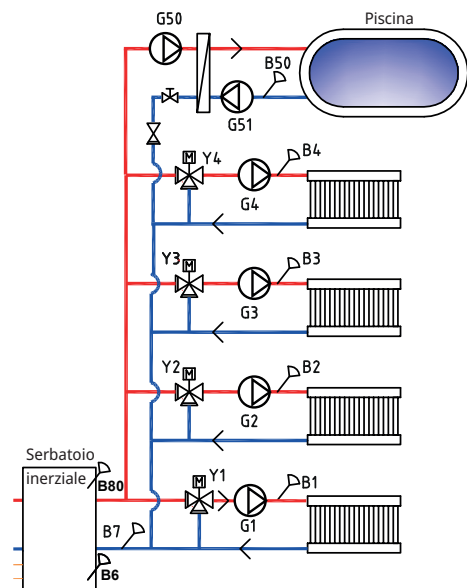 G50
Piscina
B50
G51
Y4
B4
G4
Y3
B3
G3
Y2
B2
G2
Serbatoio
inerziale
B80
Y1
B1
B7
G1
B6
M
M
M
M